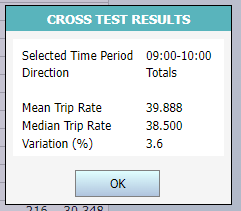 CROSS TEST RESULTS
Selected Time Period 09:00-10:00
Direction Totals
Mean Trip Rate 39.888
Median Trip Rate 38.500
Variation (%) 3.6
OK
216 30.348